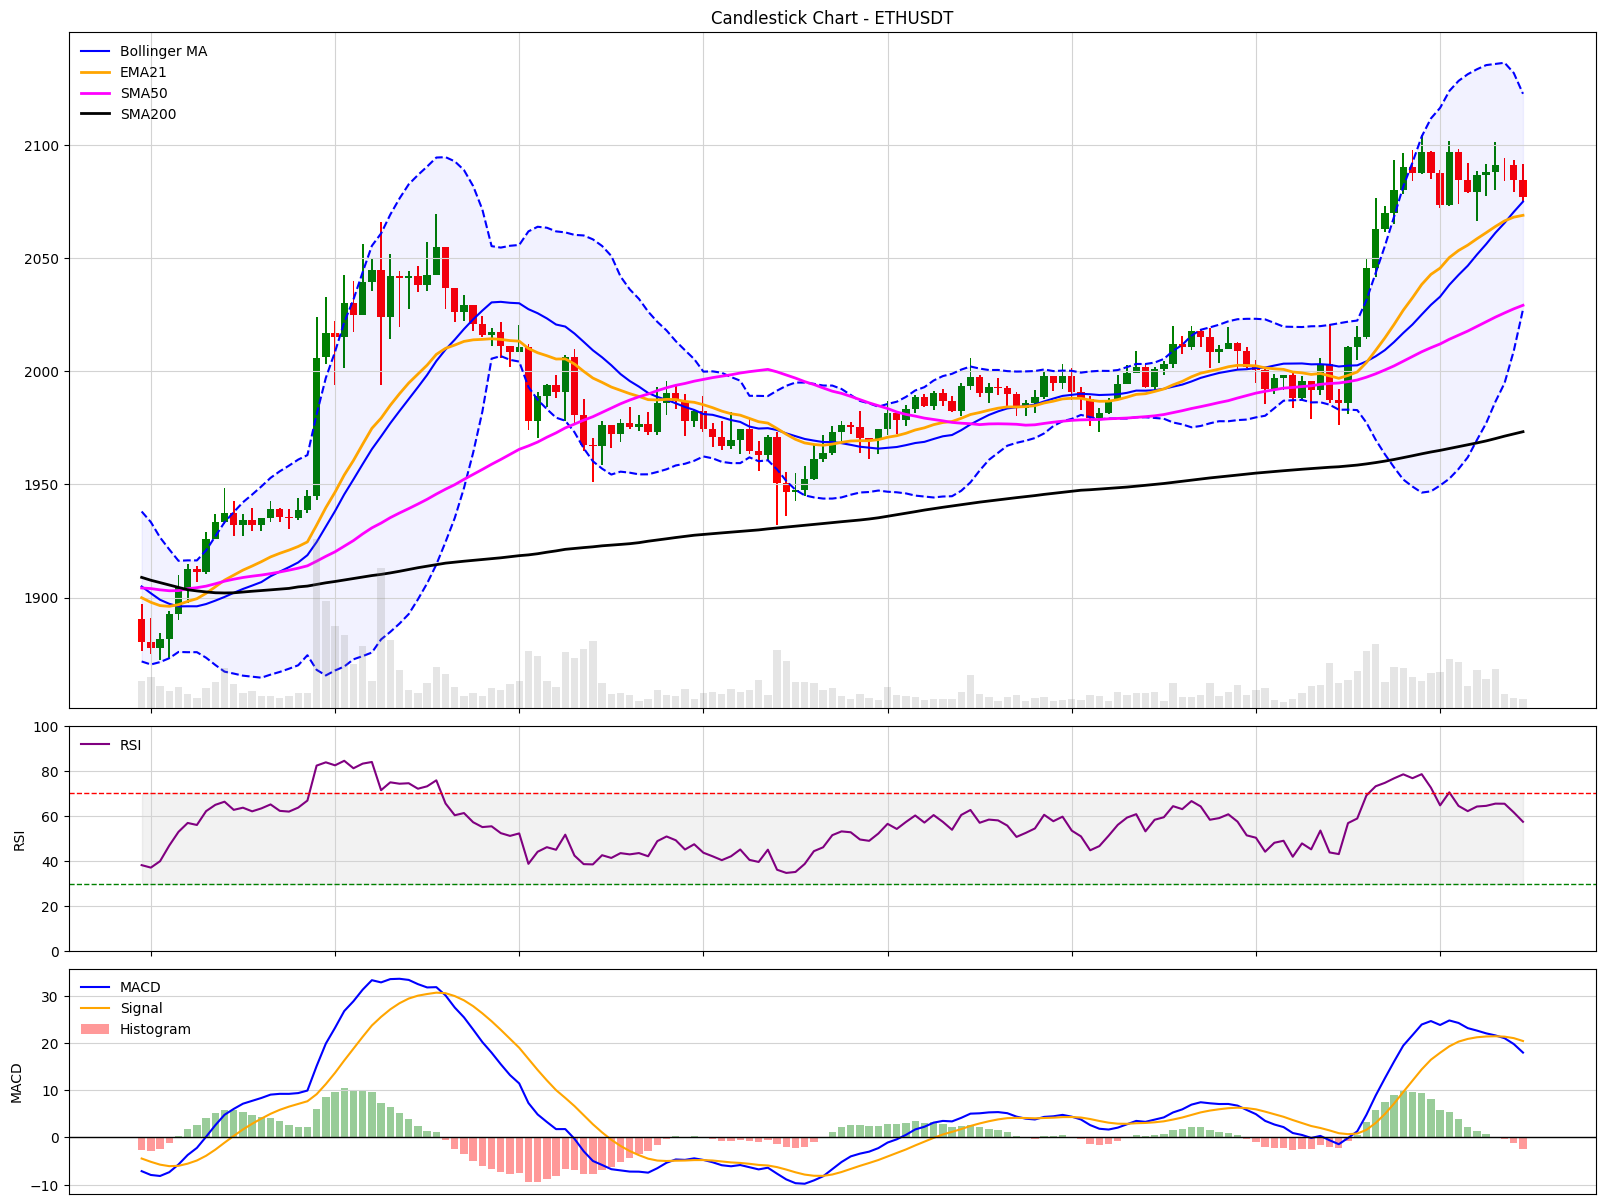 Candlestick Chart - ETHUSDT
Bollinger MA
EMA21
SMA50
SMA200
2100
2050
2000
1950
1900
100
80
60
40
20
0
RSI
RSI
30
20
10
0
−10
MACD
MACD
Signal
Histogram